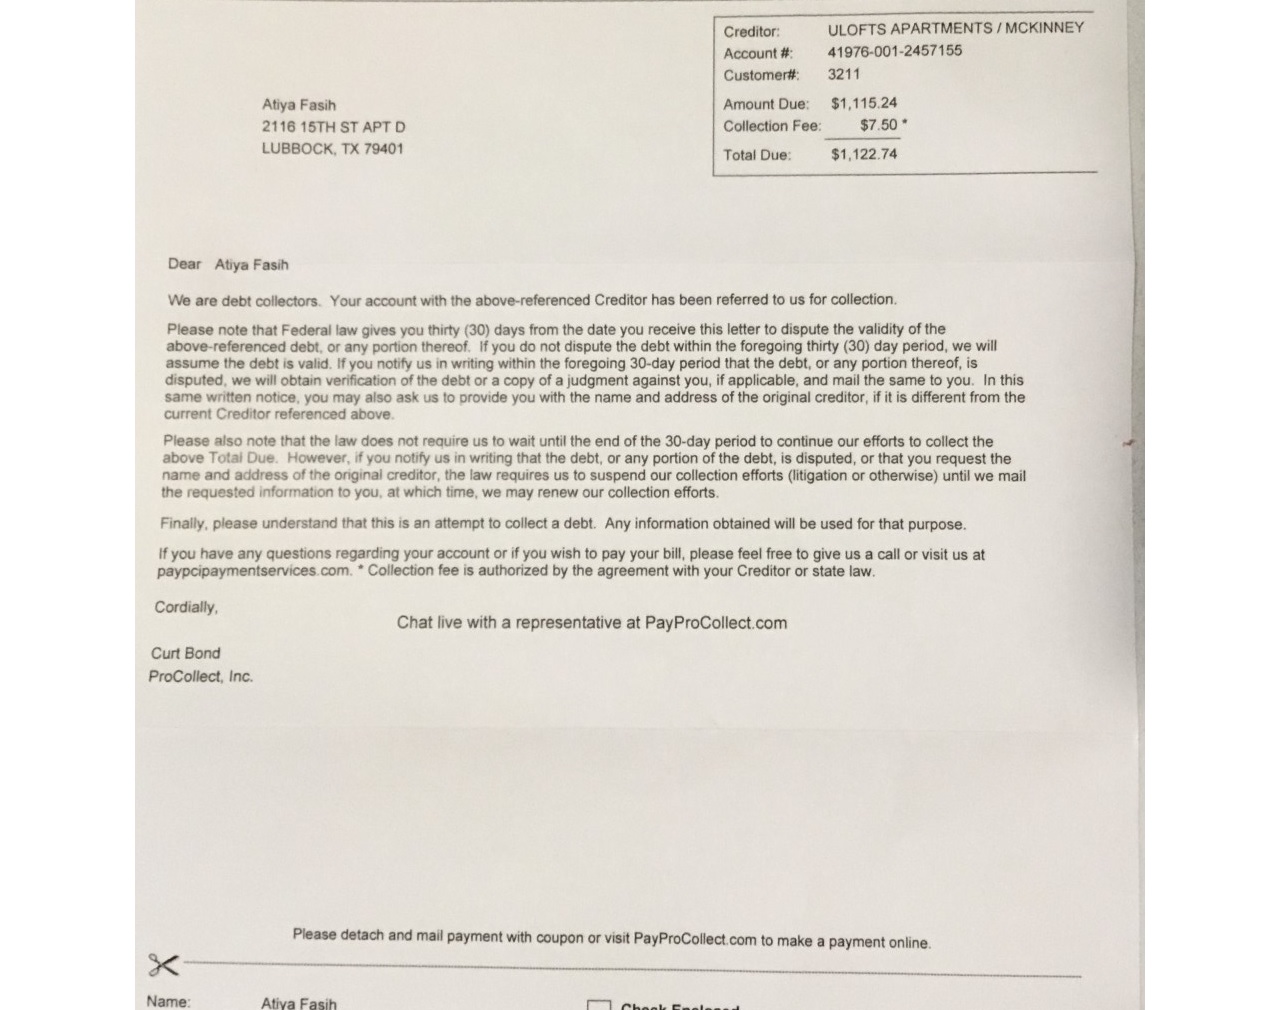 Creditor: ULOFTS APARTMENTS / MCKINNEY
Account #: 41976-001-2457155
Customer#: 3211
Amount Due: $1,115.24
Collection Fee: $7.50 *
Total Due: $1,122.74
Atiya Fasih
2116 15TH ST APT D
LUBBOCK, TX 79401
Dear Atiya Fasih
We are debt collectors. Your account with the above-referenced Creditor has been referred to us for collection.
Please note that Federal law gives you thirty (30) days from the date you receive this letter to dispute the validity of the
above-referenced debt, or any portion thereof. If you do not dispute the debt within the foregoing thirty (30) day period, we will
assume the debt is valid. If you notify us in writing within the foregoing 30-day period that the debt, or any portion thereof, is
disputed, we will obtain verification of the debt or a copy of a judgment against you, if applicable, and mail the same to you. In this
same written notice, you may also ask us to provide you with the name and address of the original creditor, if it is different from the
current Creditor referenced above.
Please also note that the law does not require us to wait until the end of the 30-day period to continue our efforts to collect the
above Total Due. However, if you notify us in writing that the debt, or any portion of the debt, is disputed, or that you request the
name and address of the original creditor, the law requires us to suspend our collection efforts (litigation or otherwise) until we mail
the requested information to you, at which time, we may renew our collection efforts.
Finally, please understand that this is an attempt to collect a debt. Any information obtained will be used for that purpose.
If you have any questions regarding your account or if you wish to pay your bill, please feel free to give us a call or visit us at
paypcipaymentservices.com. * Collection fee is authorized by the agreement with your Creditor or state law.
Cordially,
Chat live with a representative at PayProCollect.com
Curt Bond
ProCollect, Inc.
Please detach and mail payment with coupon or visit PayProCollect.com to make a payment online.
Name: Atiya Fasih
Check Enclosed